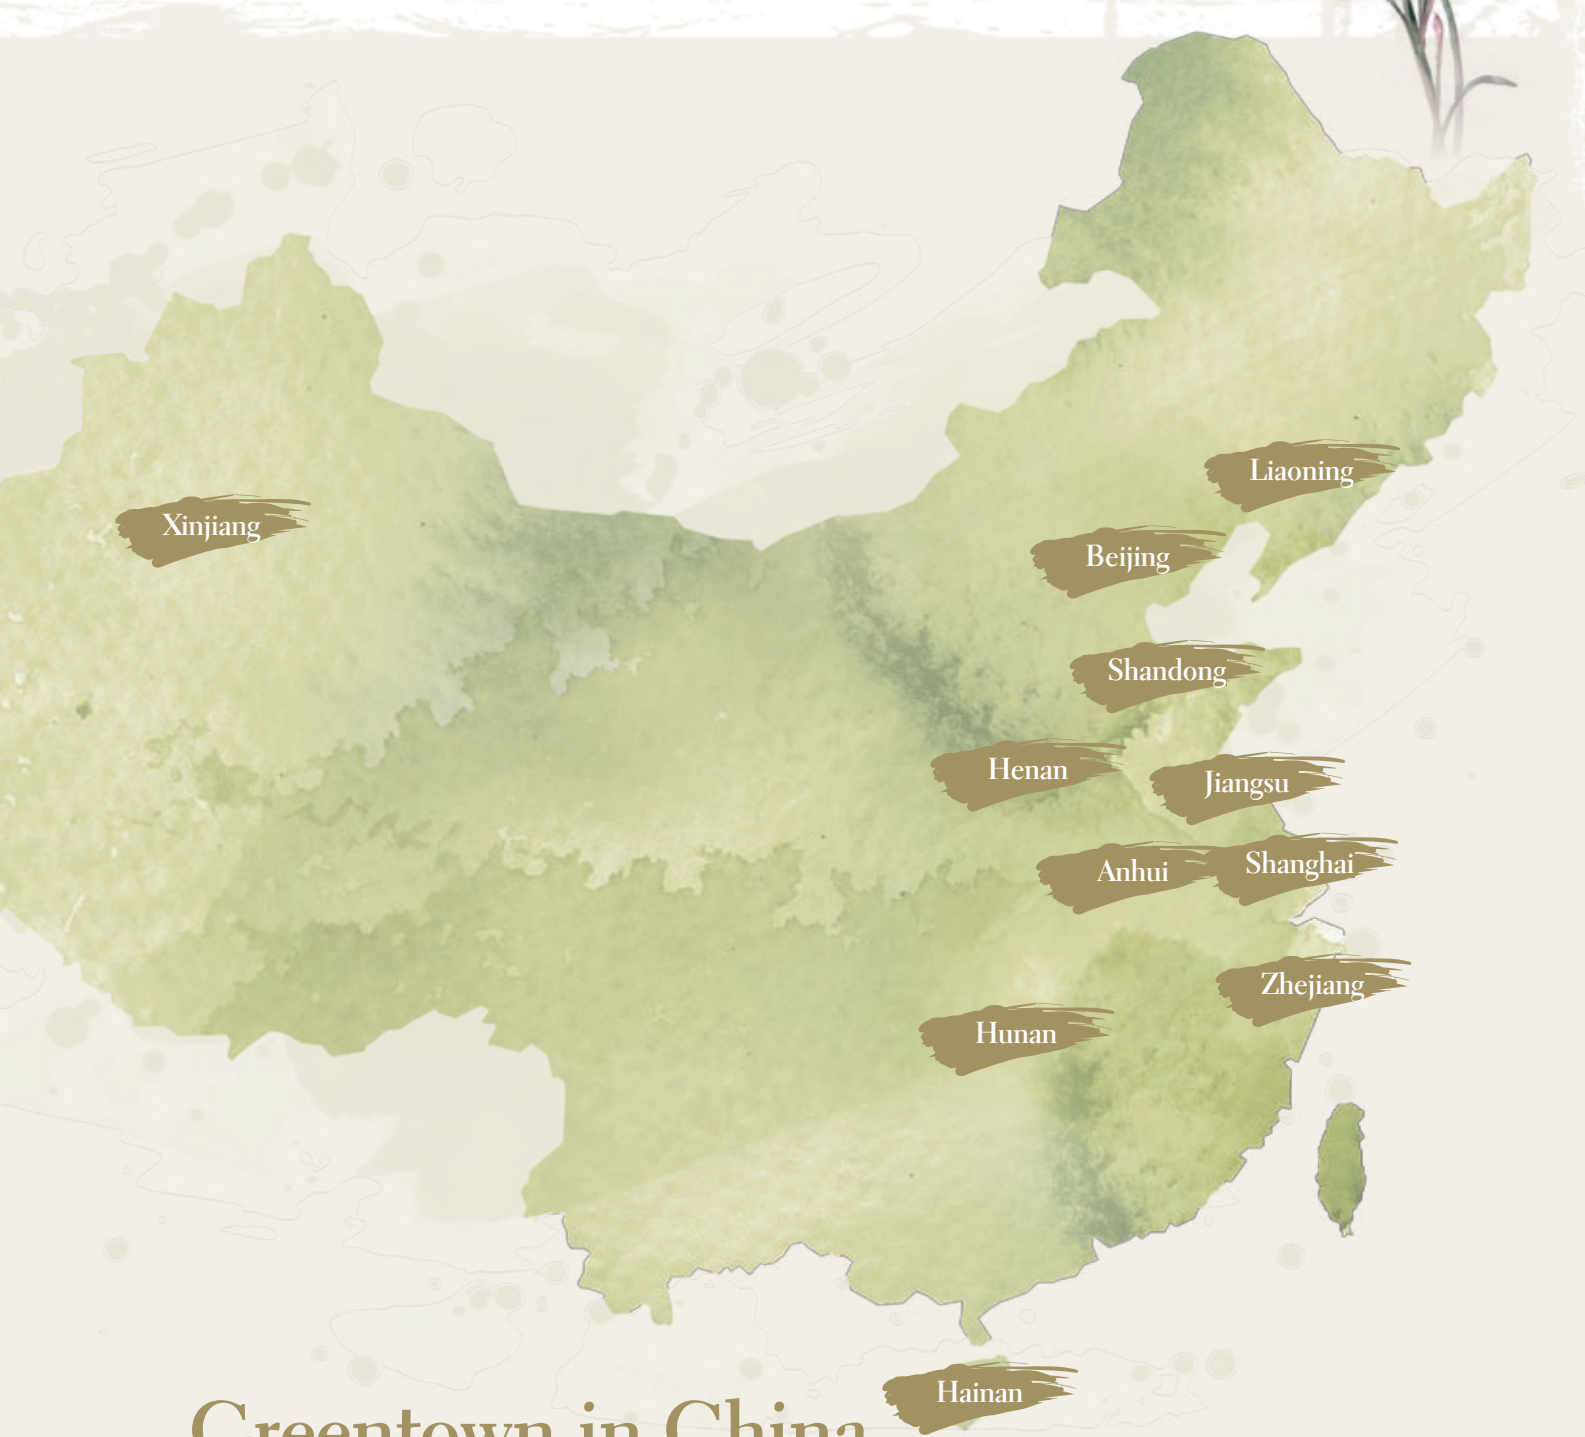 Liaoning
Xinjiang
Beijing
Shandong
Henan
Jiangsu
Anhui
Shanghai
Zhejiang
Hunan
Hainan
Greentown in China